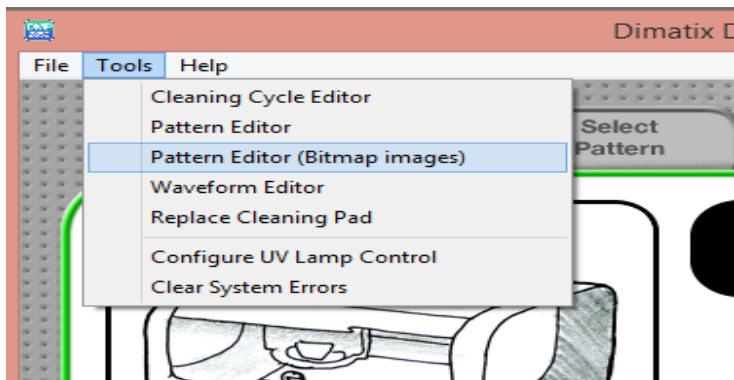 Dimatix D
File Tools Help
Cleaning Cycle Editor
Pattern Editor
Pattern Editor (Bitmap images)
Waveform Editor
Replace Cleaning Pad
Configure UV Lamp Control
Clear System Errors
Select
Pattern